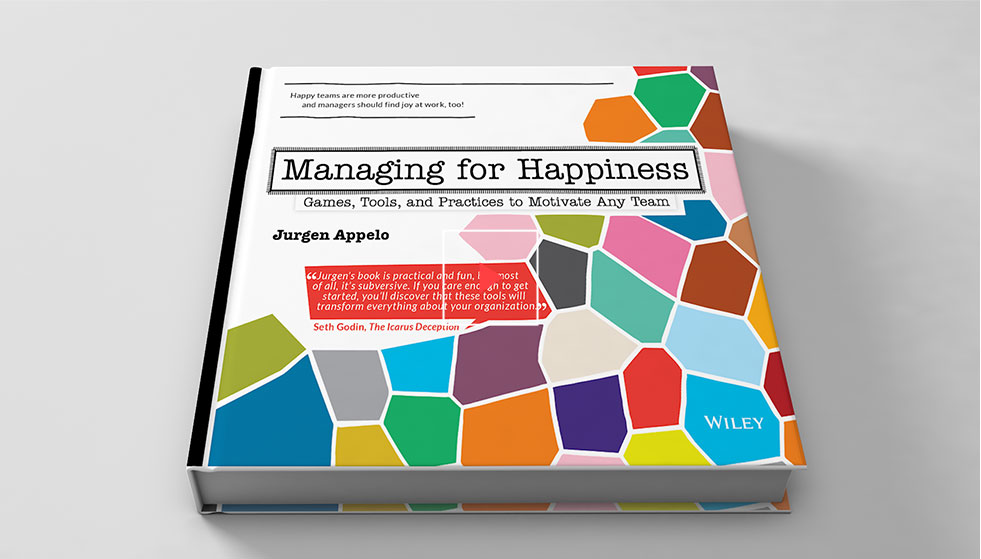 Happy teams are more productive
and managers should find joy at work, too!
Managing for Happiness
Games, Tools, and Practices to Motivate Any Team
Jurgen Appelo
“Jurgen's book is practical and fun, but most
of all, it's subversive. If you care enough to get
started, you'll discover that these tools will
transform everything about your organization.”
Seth Godin, The Icarus Deception
WILEY